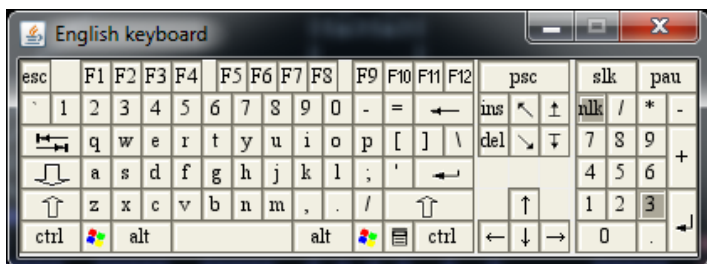 English keyboard
esc F1 F2 F3 F4 F5 F6 F7 F8 F9 F10 F11 F12 psc slk pau
` 1 2 3 4 5 6 7 8 9 0 - = ins nlk / * -
q w e r t y u i o p [ ] \ del 7 8 9 +
a s d f g h j k l ; ' 4 5 6
z x c v b n m , . / 1 2 3
ctrl alt alt ctrl 0 .